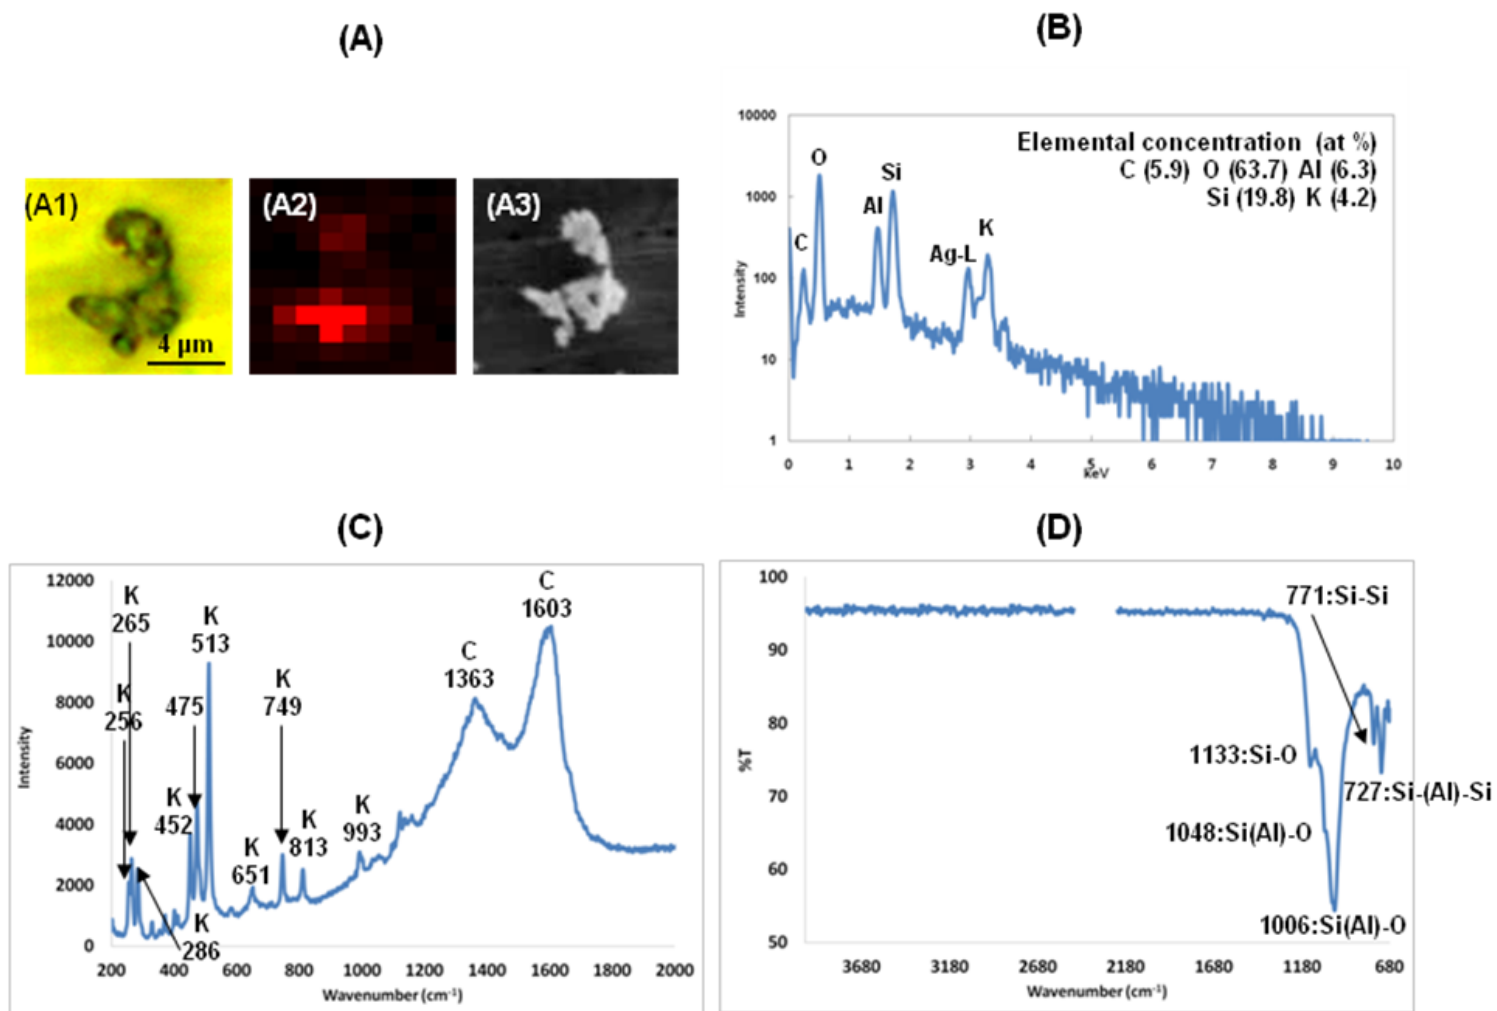 (A)
(A1)
4 µm
(A2)
(A3)
(B)
10000
1000
100
10
1
Intensity
C
O
Al
Si
Ag-L
K
Elemental concentration (at %)
C (5.9) O (63.7) Al (6.3)
Si (19.8) K (4.2)
0 1 2 3 4 5 6 7 8 9 10
keV
(C)
12000
10000
8000
6000
4000
2000
0
Intensity
K
265
K
256
K
286
K
452
475
K
513
K
651
K
749
K
813
K
993
C
1363
C
1603
200 400 600 800 1000 1200 1400 1600 1800 2000
Wavenumber (cm-1)
(D)
100
90
80
70
60
50
%T
771:Si-Si
1133:Si-O
727:Si-(Al)-Si
1048:Si(Al)-O
1006:Si(Al)-O
3680 3180 2680 2180 1680 1180 680
Wavenumber (cm-1)